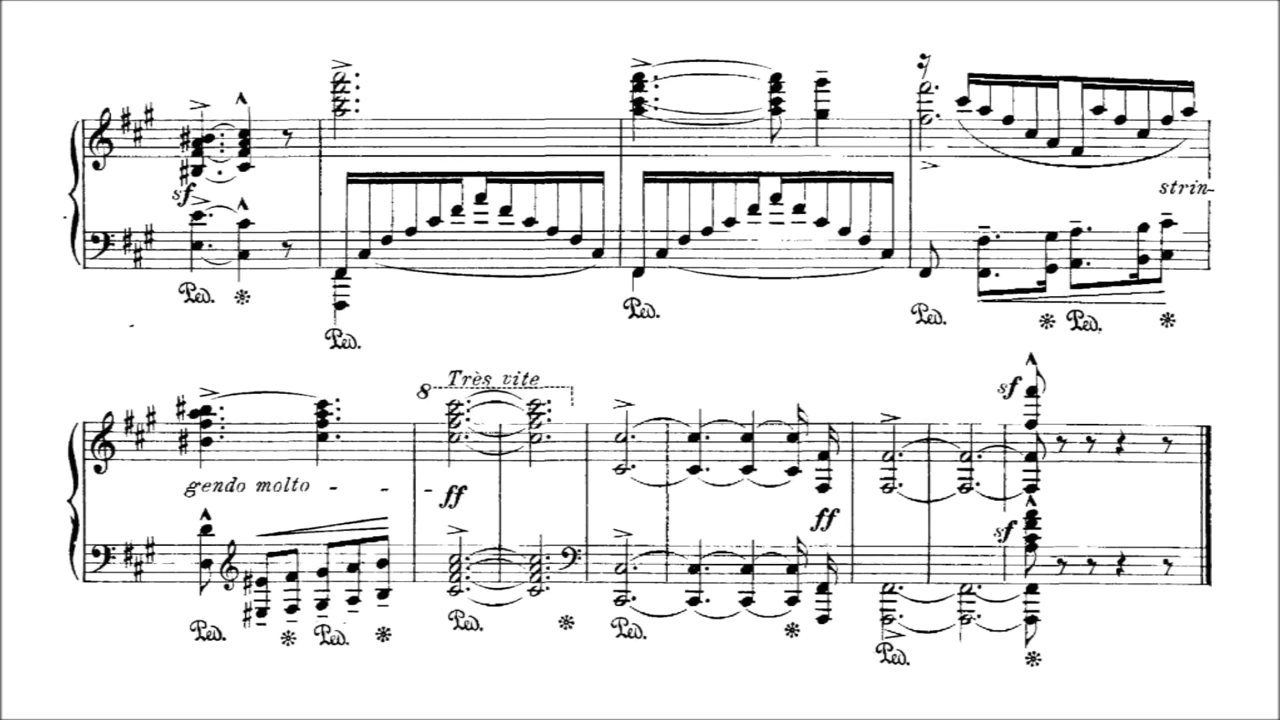 sf
strin-
Ped. Ped. Ped. Ped. Ped.
8 Très vite
sf
gendo molto - - - ff
ff
sf
Ped. Ped. Ped. Ped.
Ped.